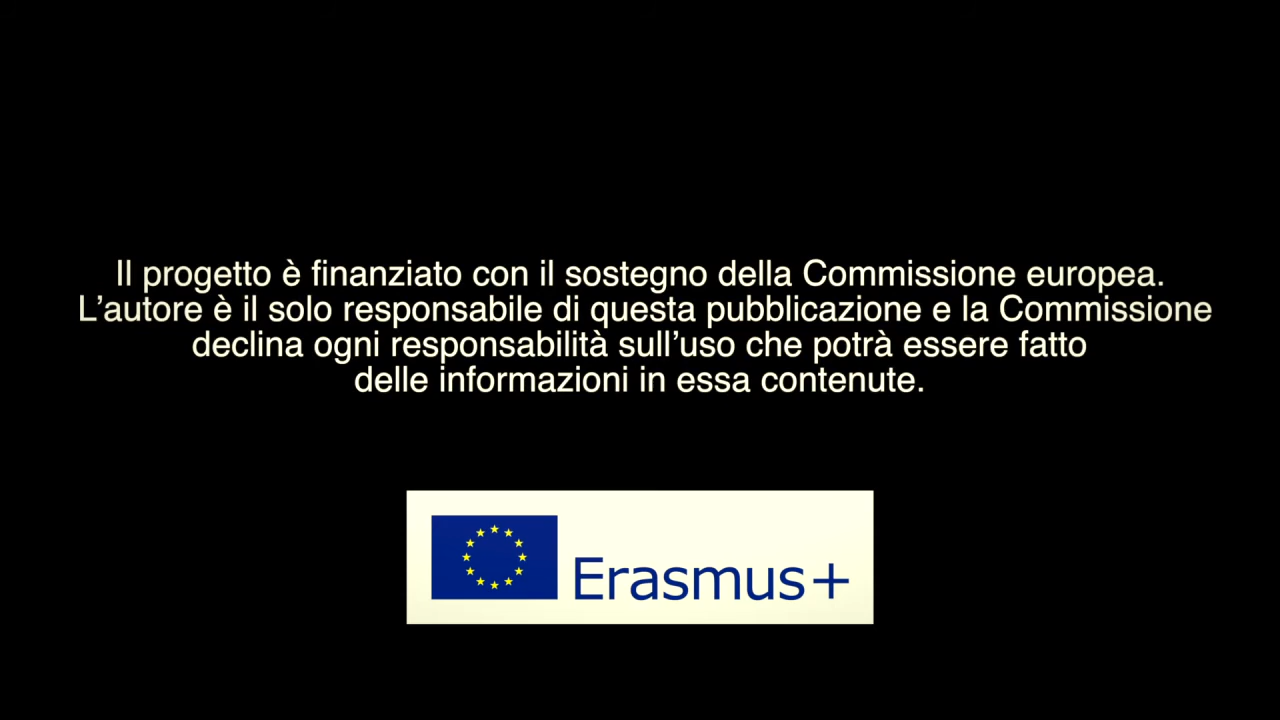 Il progetto è finanziato con il sostegno della Commissione europea.
L’autore è il solo responsabile di questa pubblicazione e la Commissione
declina ogni responsabilità sull’uso che potrà essere fatto
delle informazioni in essa contenute.
Erasmus+